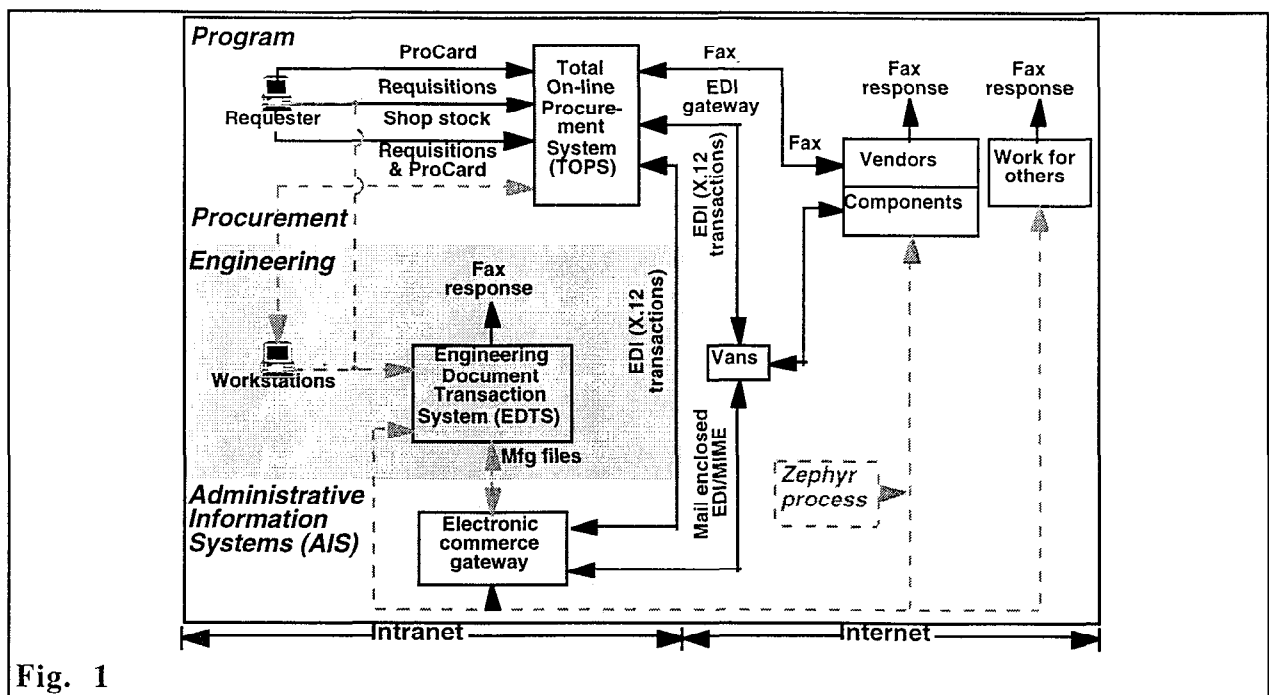 Program
ProCard
Requisitions
Shop stock
Requisitions
& ProCard
Requester
Total
On-line
Procure-
ment
System
(TOPS)
Fax
EDI
gateway
Fax
Fax
response
Fax
response
Vendors
Components
Work for
others
Procurement
Engineering
Fax
response
EDI (X.12
transactions)
EDI (X.12
transactions)
Workstations
Engineering
Document
Transaction
System (EDTS)
Vans
Mfg files
Mail enclosed
EDI/MIME
Zephyr
process
Administrative
Information
Systems (AIS)
Electronic
commerce
gateway
Intranet
Internet
Fig. 1